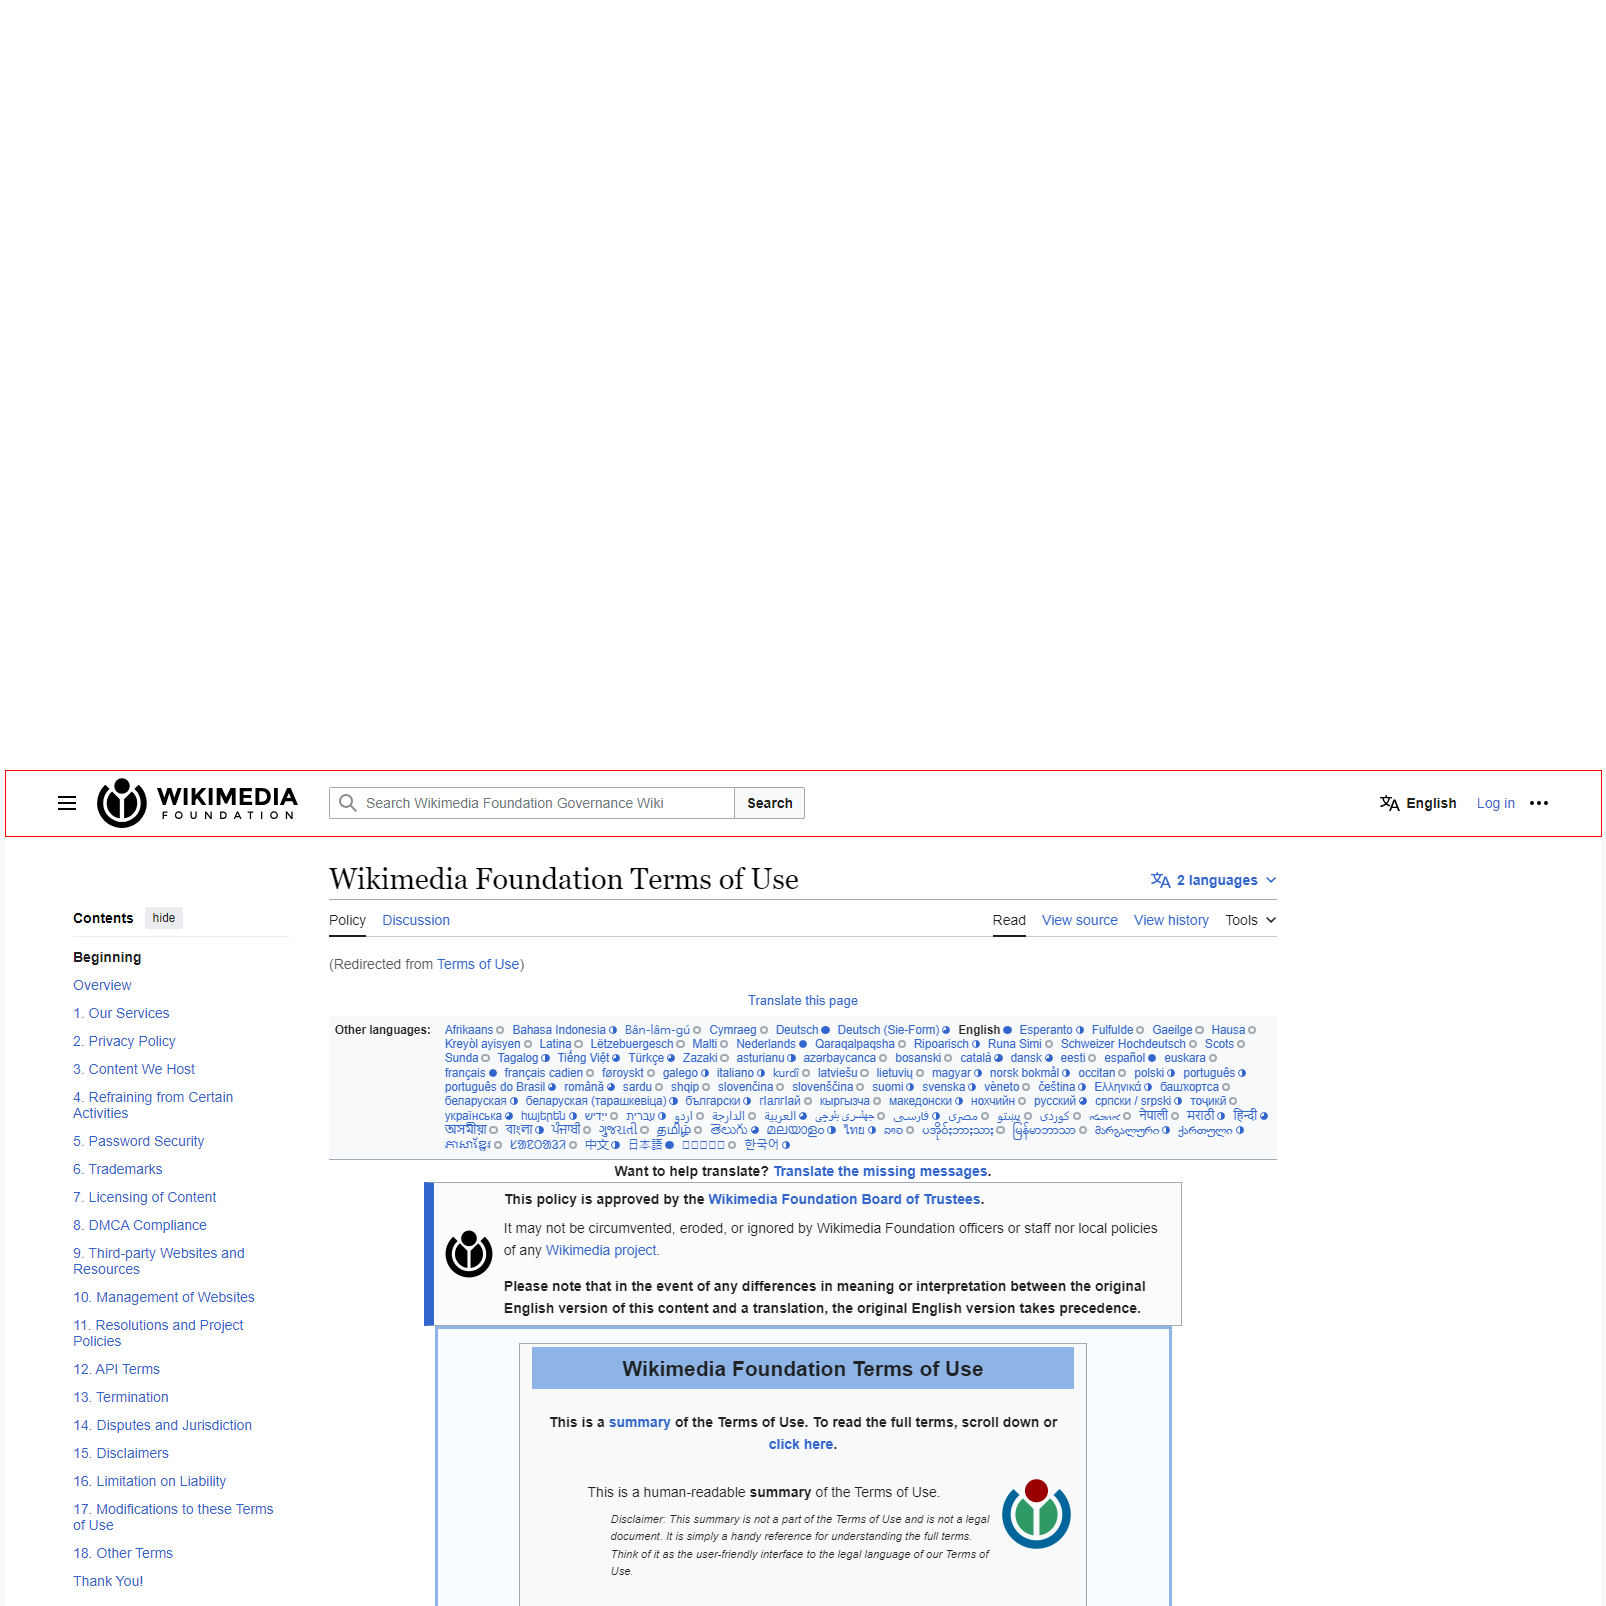 WIKIMEDIA
FOUNDATION
Search Wikimedia Foundation Governance Wiki
Search
English
Log in
Wikimedia Foundation Terms of Use
2 languages
Contents hide
Policy Discussion
Read View source View history Tools
Beginning
Overview
1. Our Services
2. Privacy Policy
3. Content We Host
4. Refraining from Certain
Activities
5. Password Security
6. Trademarks
7. Licensing of Content
8. DMCA Compliance
9. Third-party Websites and
Resources
10. Management of Websites
11. Resolutions and Project
Policies
12. API Terms
13. Termination
14. Disputes and Jurisdiction
15. Disclaimers
16. Limitation on Liability
17. Modifications to these Terms
of Use
18. Other Terms
Thank You!
(Redirected from Terms of Use)
Translate this page
Other languages: Afrikaans Bahasa Indonesia Bân-lâm-gú Cymraeg Deutsch Deutsch (Sie-Form) English Esperanto Fulfulde Gaeilge Hausa
Kreyòl ayisyen Latina Lëtzebuergesch Malti Nederlands Qaraqalpaqsha Ripoarisch Runa Simi Schweizer Hochdeutsch Scots
Sunda Tagalog Tiếng Việt Türkçe Zazaki asturianu azərbaycanca bosanski català dansk eesti español euskara
français français cadien føroyskt galego italiano kurdî latviešu lietuvių magyar norsk bokmål occitan polski português
português do Brasil română sardu shqip slovenčina slovenščina suomi svenska vèneto čeština Ελληνικά башҡортса
беларуская беларуская (тарашкевіца) български гӀалгӀай кыргызча македонски нохчийн русский српски / srpski тоҷикӣ
українська հայերեն ייִדיש עברית اردو الدارجة العربية جهلسری بلوچی فارسی مصرى پښتو کوردی ܐܪܡܝܐ नेपाली मराठी हिन्दी
অসমীয়া বাংলা ਪੰਜਾਬੀ ગુજરાતી தமிழ் తెలుగు മലയാളം ไทย ລາວ ပအိုဝ်ႏဘာႏသာႏ မြန်မာဘာသာ მარგალური ქართული
ភាសាខ្មែរ 中文 日本語 한국어
Want to help translate? Translate the missing messages.
This policy is approved by the Wikimedia Foundation Board of Trustees.
It may not be circumvented, eroded, or ignored by Wikimedia Foundation officers or staff nor local policies
of any Wikimedia project.
Please note that in the event of any differences in meaning or interpretation between the original
English version of this content and a translation, the original English version takes precedence.
Wikimedia Foundation Terms of Use
This is a summary of the Terms of Use. To read the full terms, scroll down or
click here.
This is a human-readable summary of the Terms of Use.
Disclaimer: This summary is not a part of the Terms of Use and is not a legal
document. It is simply a handy reference for understanding the full terms.
Think of it as the user-friendly interface to the legal language of our Terms of
Use.